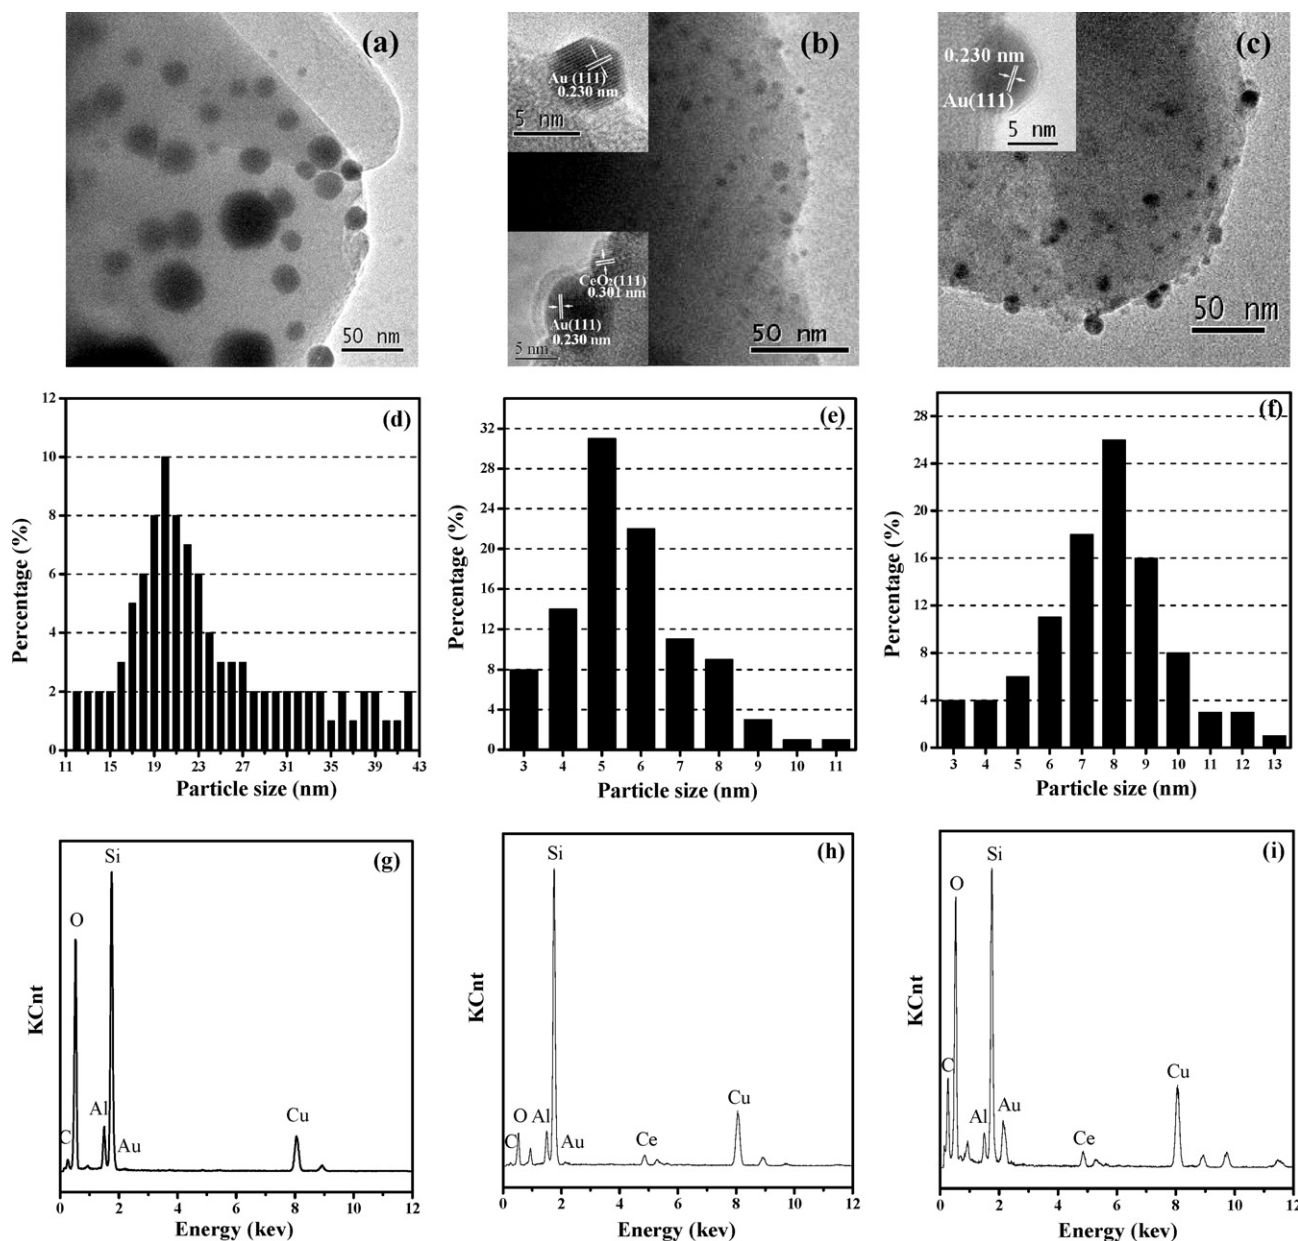 (a)
50 nm
(b)
Au (111)
0.230 nm
5 nm
CeO2(111)
0.301 nm
Au(111)
0.230 nm
5 nm
50 nm
(c)
0.230 nm
Au(111)
5 nm
50 nm
(d)
12
10
8
6
4
2
0
Percentage (%)
11 15 19 23 27 31 35 39 43
Particle size (nm)
(e)
32
28
24
20
16
12
8
4
0
Percentage (%)
3 4 5 6 7 8 9 10 11
Particle size (nm)
(f)
28
24
20
16
12
8
4
0
Percentage (%)
3 4 5 6 7 8 9 10 11 12 13
Particle size (nm)
(g)
Si
O
Al
C
Au
Cu
KCnt
0 2 4 6 8 10 12
Energy (kev)
(h)
Si
O Al
C
Au
Ce
Cu
KCnt
0 2 4 6 8 10 12
Energy (kev)
(i)
Si
O
C
Al
Au
Ce
Cu
KCnt
0 2 4 6 8 10 12
Energy (kev)